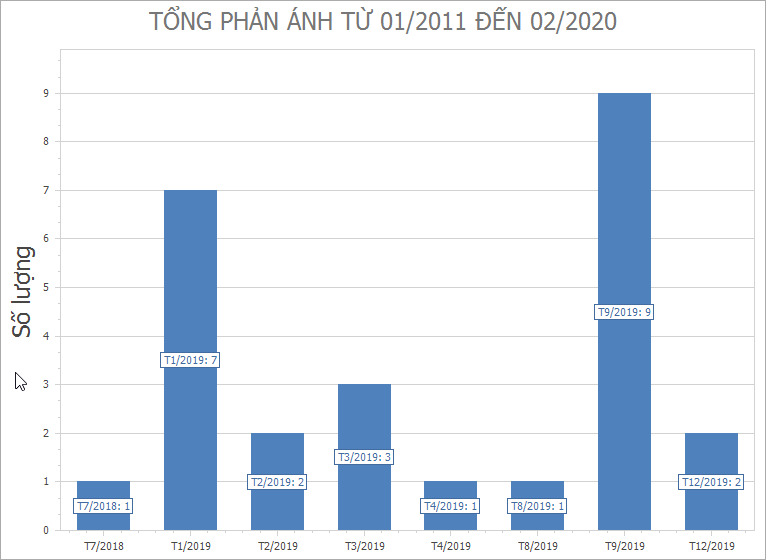 TỔNG PHẢN ÁNH TỪ 01/2011 ĐẾN 02/2020
Số lượng
9
8
7
6
5
4
3
2
1
0
T7/2018: 1
T1/2019: 7
T2/2019: 2
T3/2019: 3
T4/2019: 1
T8/2019: 1
T9/2019: 9
T12/2019: 2
T7/2018
T1/2019
T2/2019
T3/2019
T4/2019
T8/2019
T9/2019
T12/2019